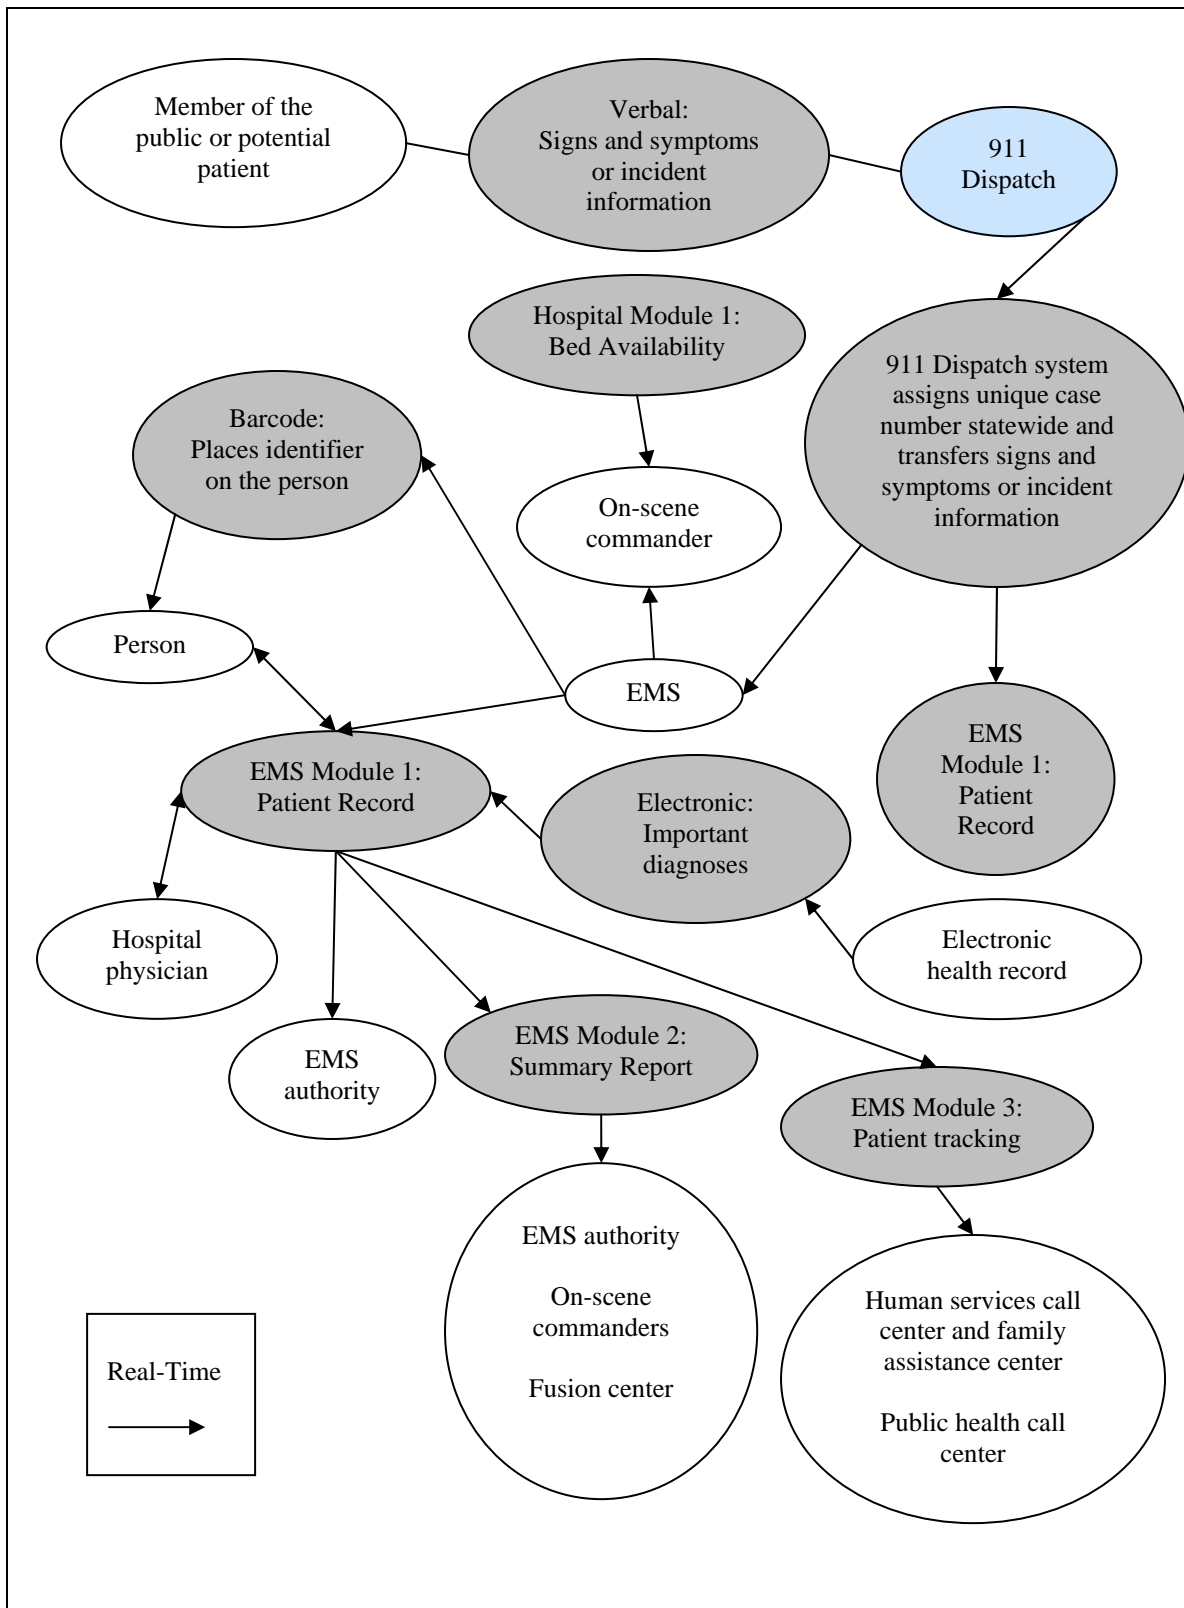 Member of the
public or potential
patient
Verbal:
Signs and symptoms
or incident
information
911
Dispatch
Hospital Module 1:
Bed Availability
911 Dispatch system
assigns unique case
number statewide and
transfers signs and
symptoms or incident
information
Barcode:
Places identifier
on the person
On-scene
commander
Person
EMS
EMS Module 1:
Patient Record
Electronic:
Important
diagnoses
EMS
Module 1:
Patient
Record
Hospital
physician
Electronic
health record
EMS
authority
EMS Module 2:
Summary Report
EMS Module 3:
Patient tracking
EMS authority
On-scene
commanders
Fusion center
Human services call
center and family
assistance center
Public health call
center
Real-Time